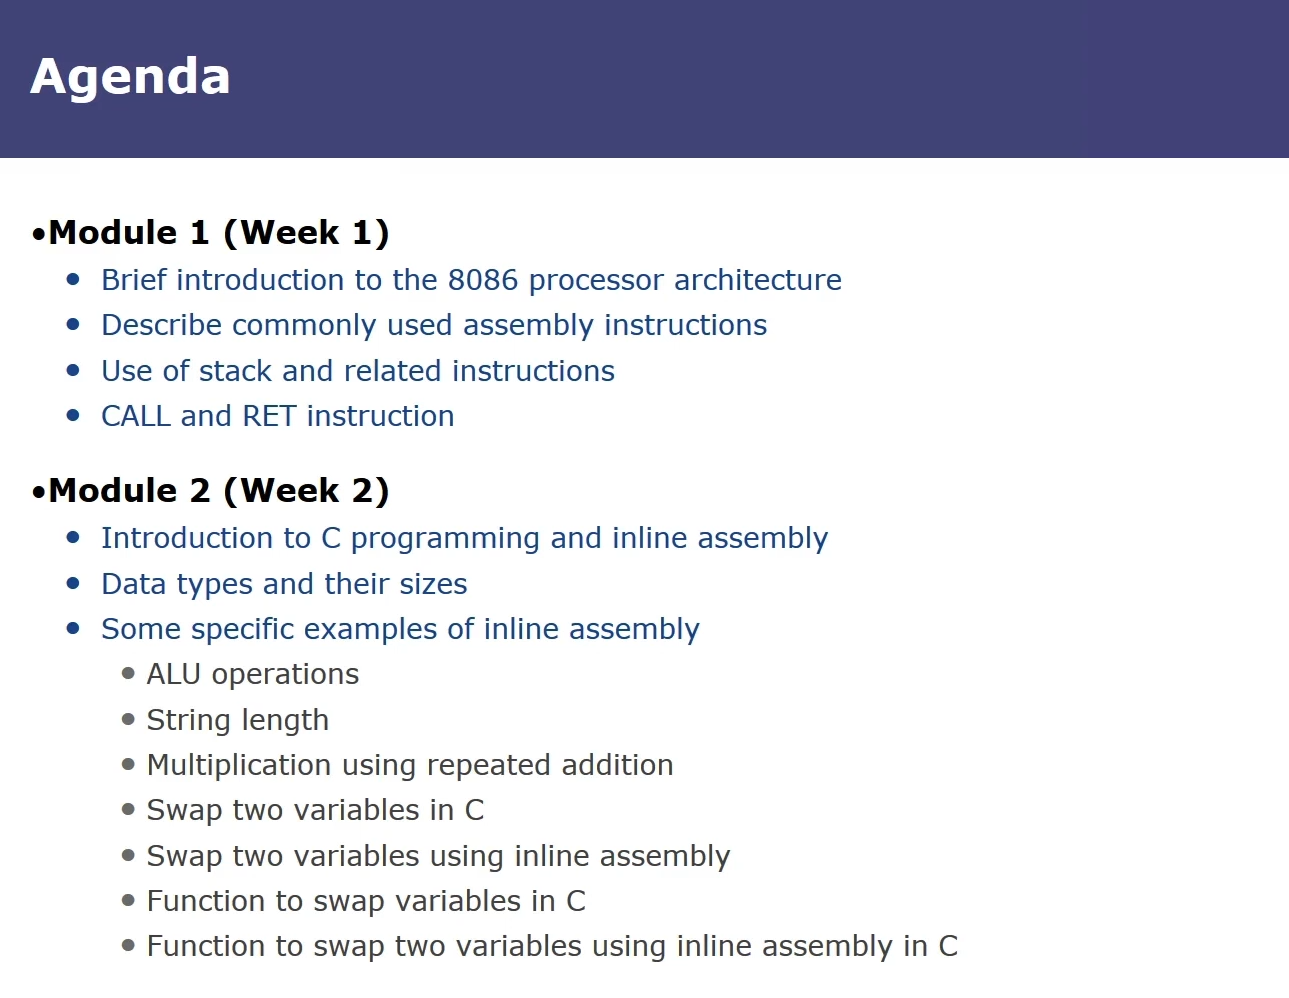 Agenda
•Module 1 (Week 1)
• Brief introduction to the 8086 processor architecture
• Describe commonly used assembly instructions
• Use of stack and related instructions
• CALL and RET instruction
•Module 2 (Week 2)
• Introduction to C programming and inline assembly
• Data types and their sizes
• Some specific examples of inline assembly
• ALU operations
• String length
• Multiplication using repeated addition
• Swap two variables in C
• Swap two variables using inline assembly
• Function to swap variables in C
• Function to swap two variables using inline assembly in C